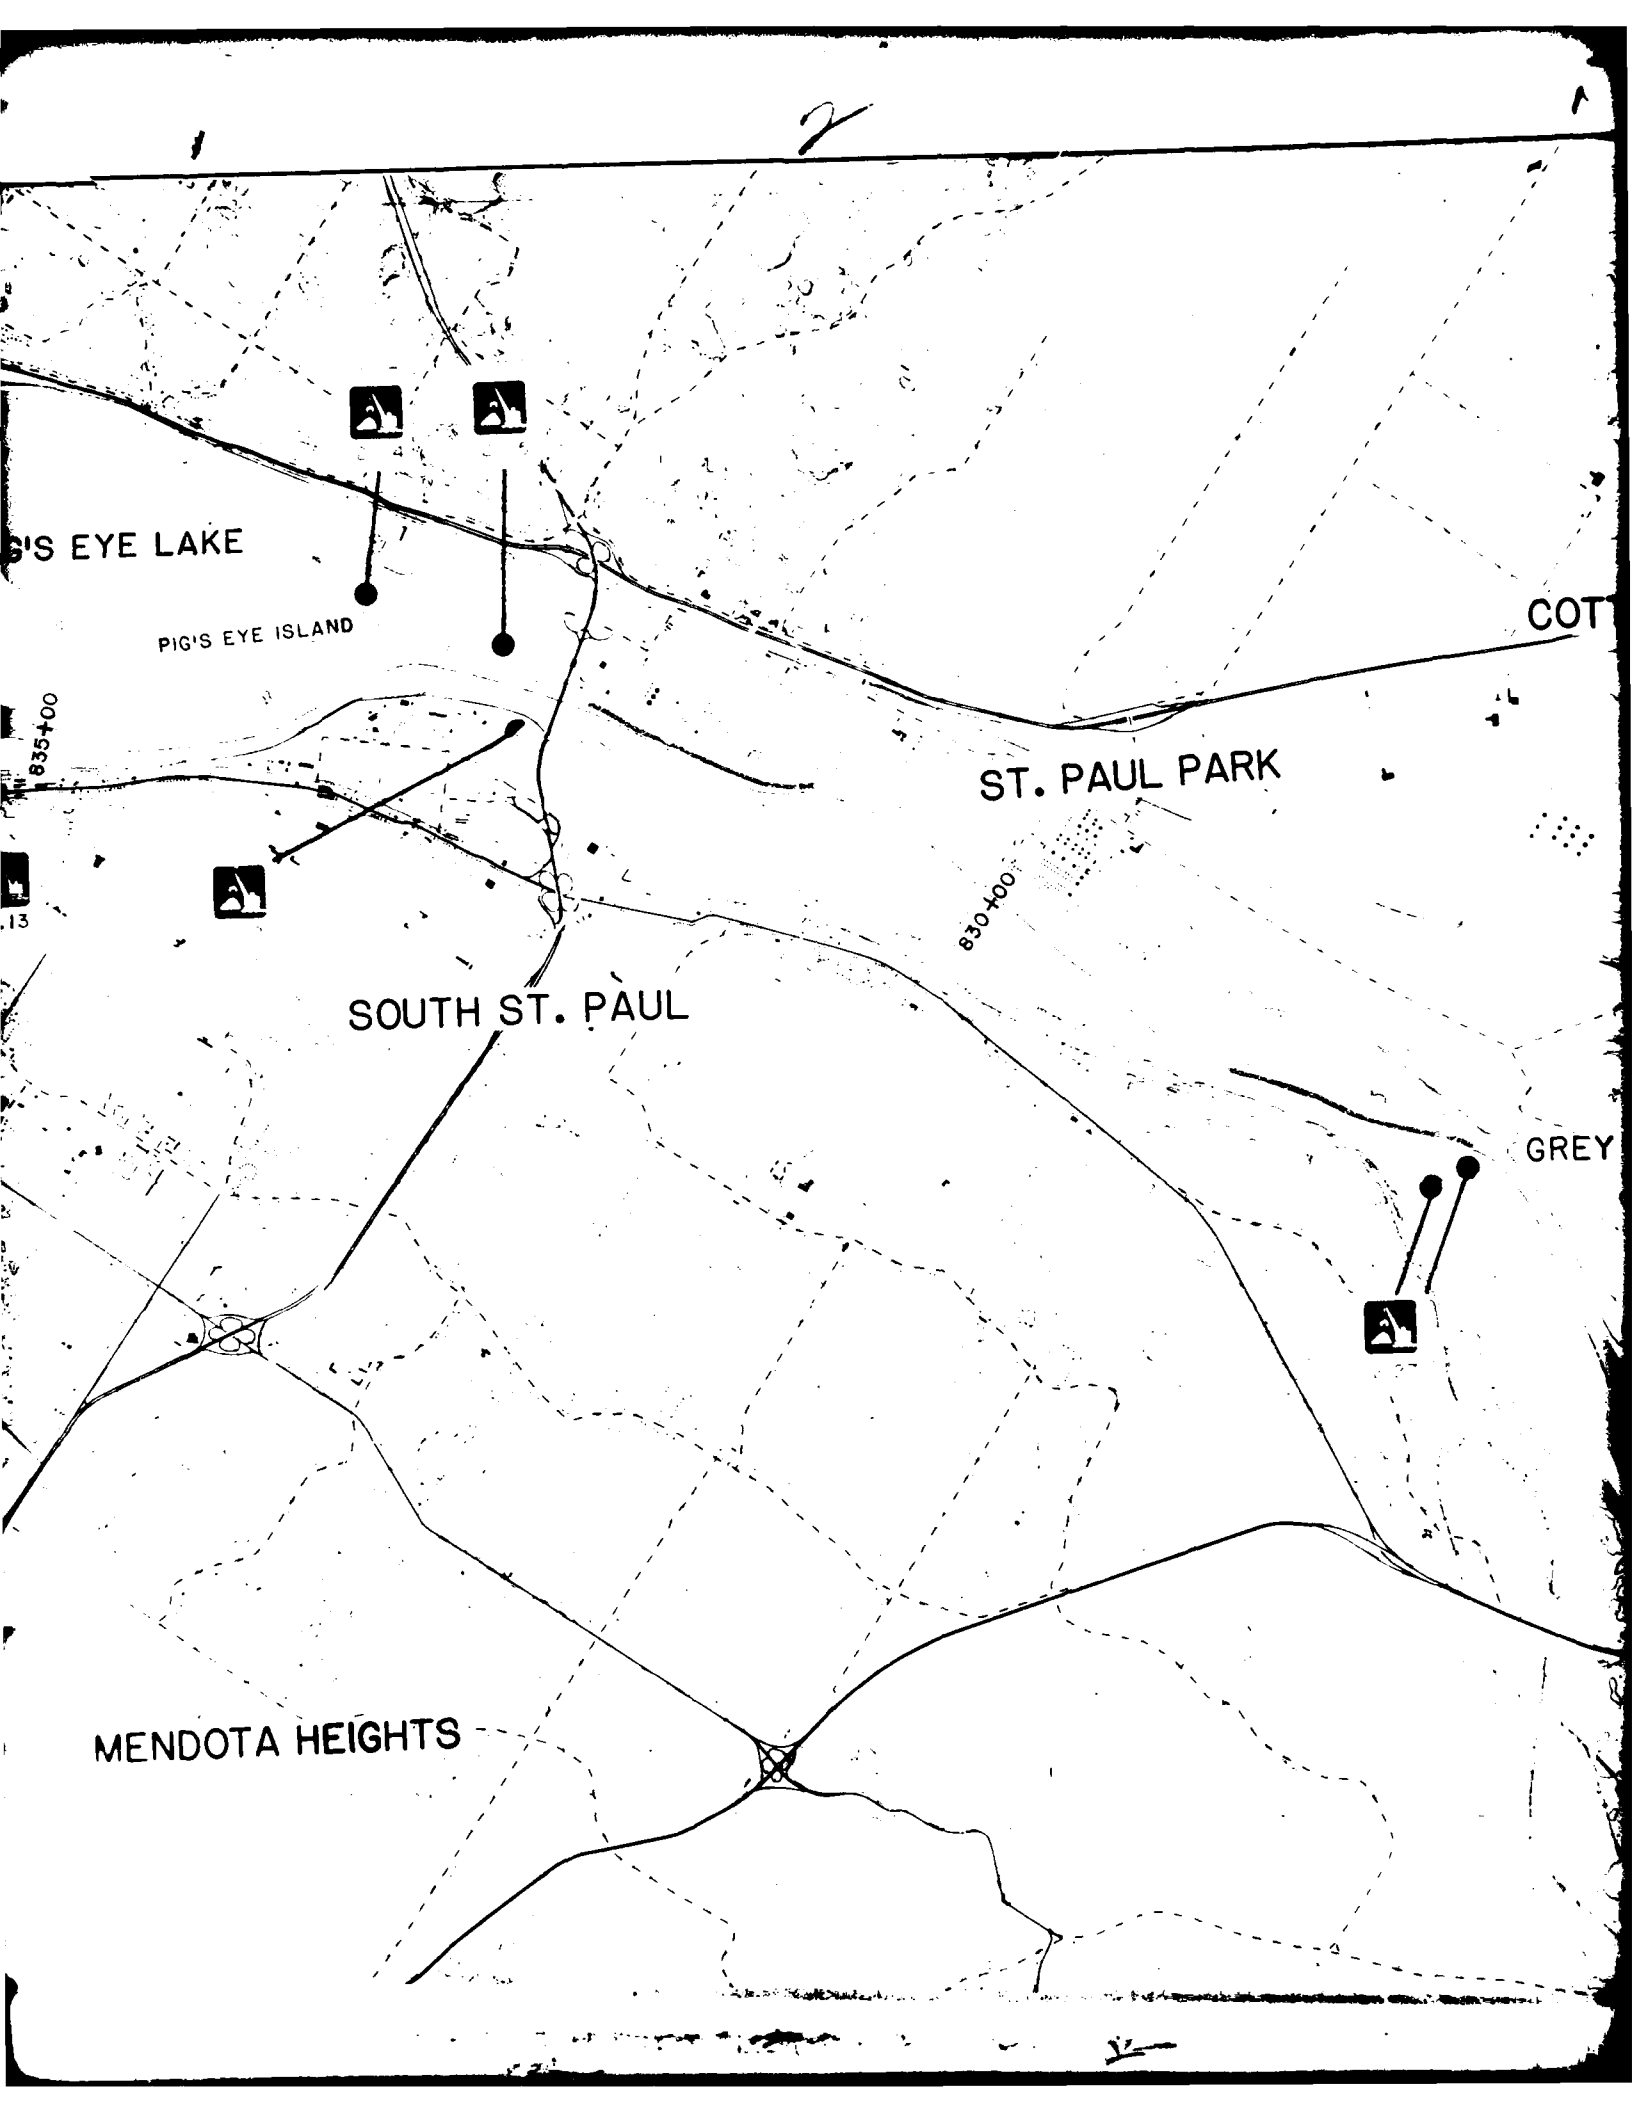 2
4
G'S EYE LAKE
PIG'S EYE ISLAND
COT
835+00
ST. PAUL PARK
.13
830+00
SOUTH ST. PAUL
GREY
MENDOTA HEIGHTS